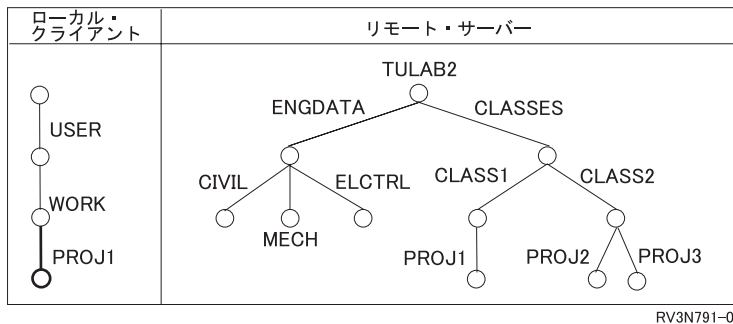 ローカル・
クライアント
リモート・サーバー
TULAB2
ENGDATA
CLASSES
USER
CIVIL
ELCTRL
CLASS1
CLASS2
WORK
MECH
PROJ1
PROJ1
PROJ2
PROJ3
RV3N791-0